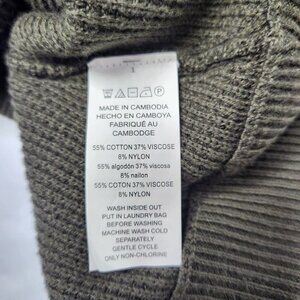 1
MADE IN CAMBODIA
HECHO EN CAMBOYA
FABRIQUÉ AU
CAMBODGE
55% COTTON 37% VISCOSE
8% NYLON
55% algodón 37% viscosa
8% nailon
55% COTON 37% VISCOSE
8% NYLON
WASH INSIDE OUT
PUT IN LAUNDRY BAG
BEFORE WASHING
MACHINE WASH COLD
SEPARATELY
GENTLE CYCLE
ONLY NON-CHLORINE